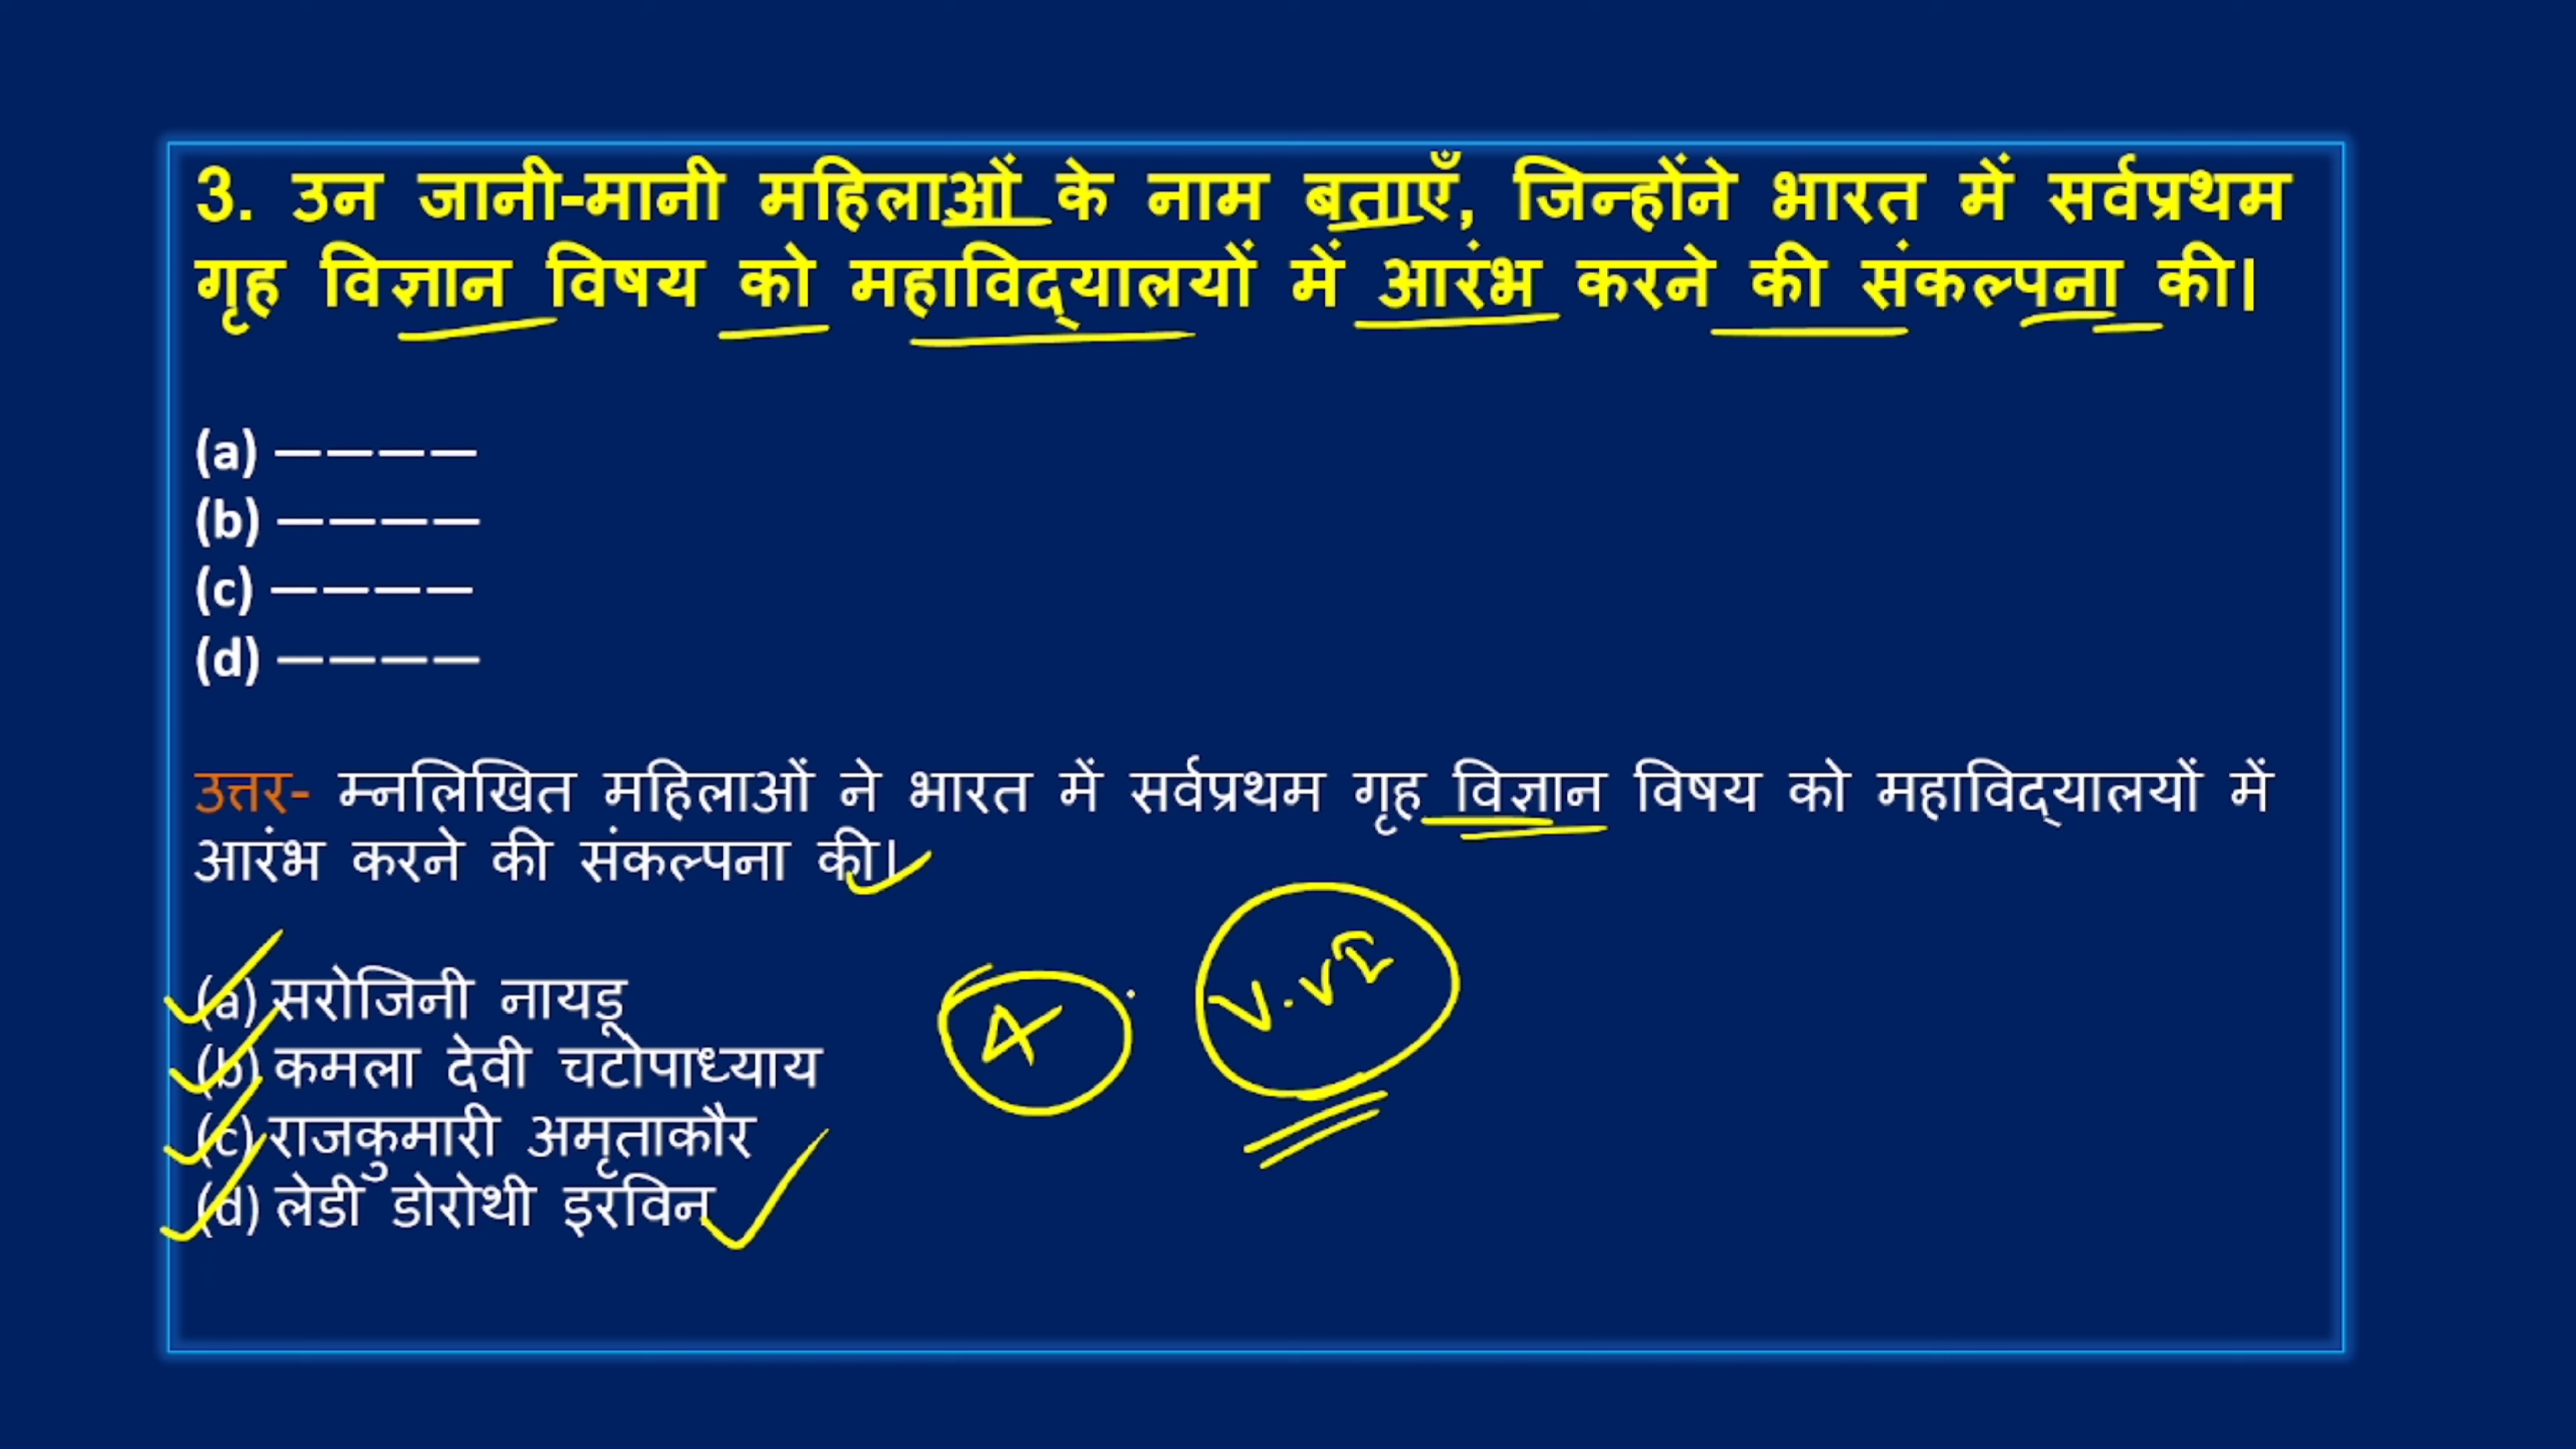 3. उन जानी-मानी महिलाओं के नाम बताएँ, जिन्होंने भारत में सर्वप्रथम
गृह विज्ञान विषय को महाविद्यालयों में आरंभ करने की संकल्पना की।
(a) ————
(b) ————
(c) ————
(d) ————
उत्तर- म्नलिखित महिलाओं ने भारत में सर्वप्रथम गृह विज्ञान विषय को महाविद्यालयों में
आरंभ करने की संकल्पना की।
(a) सरोजिनी नायडू
(b) कमला देवी चटोपाध्याय
(c) राजकुमारी अमृताकौर
(d) लेडी डोरोथी इरविन
4